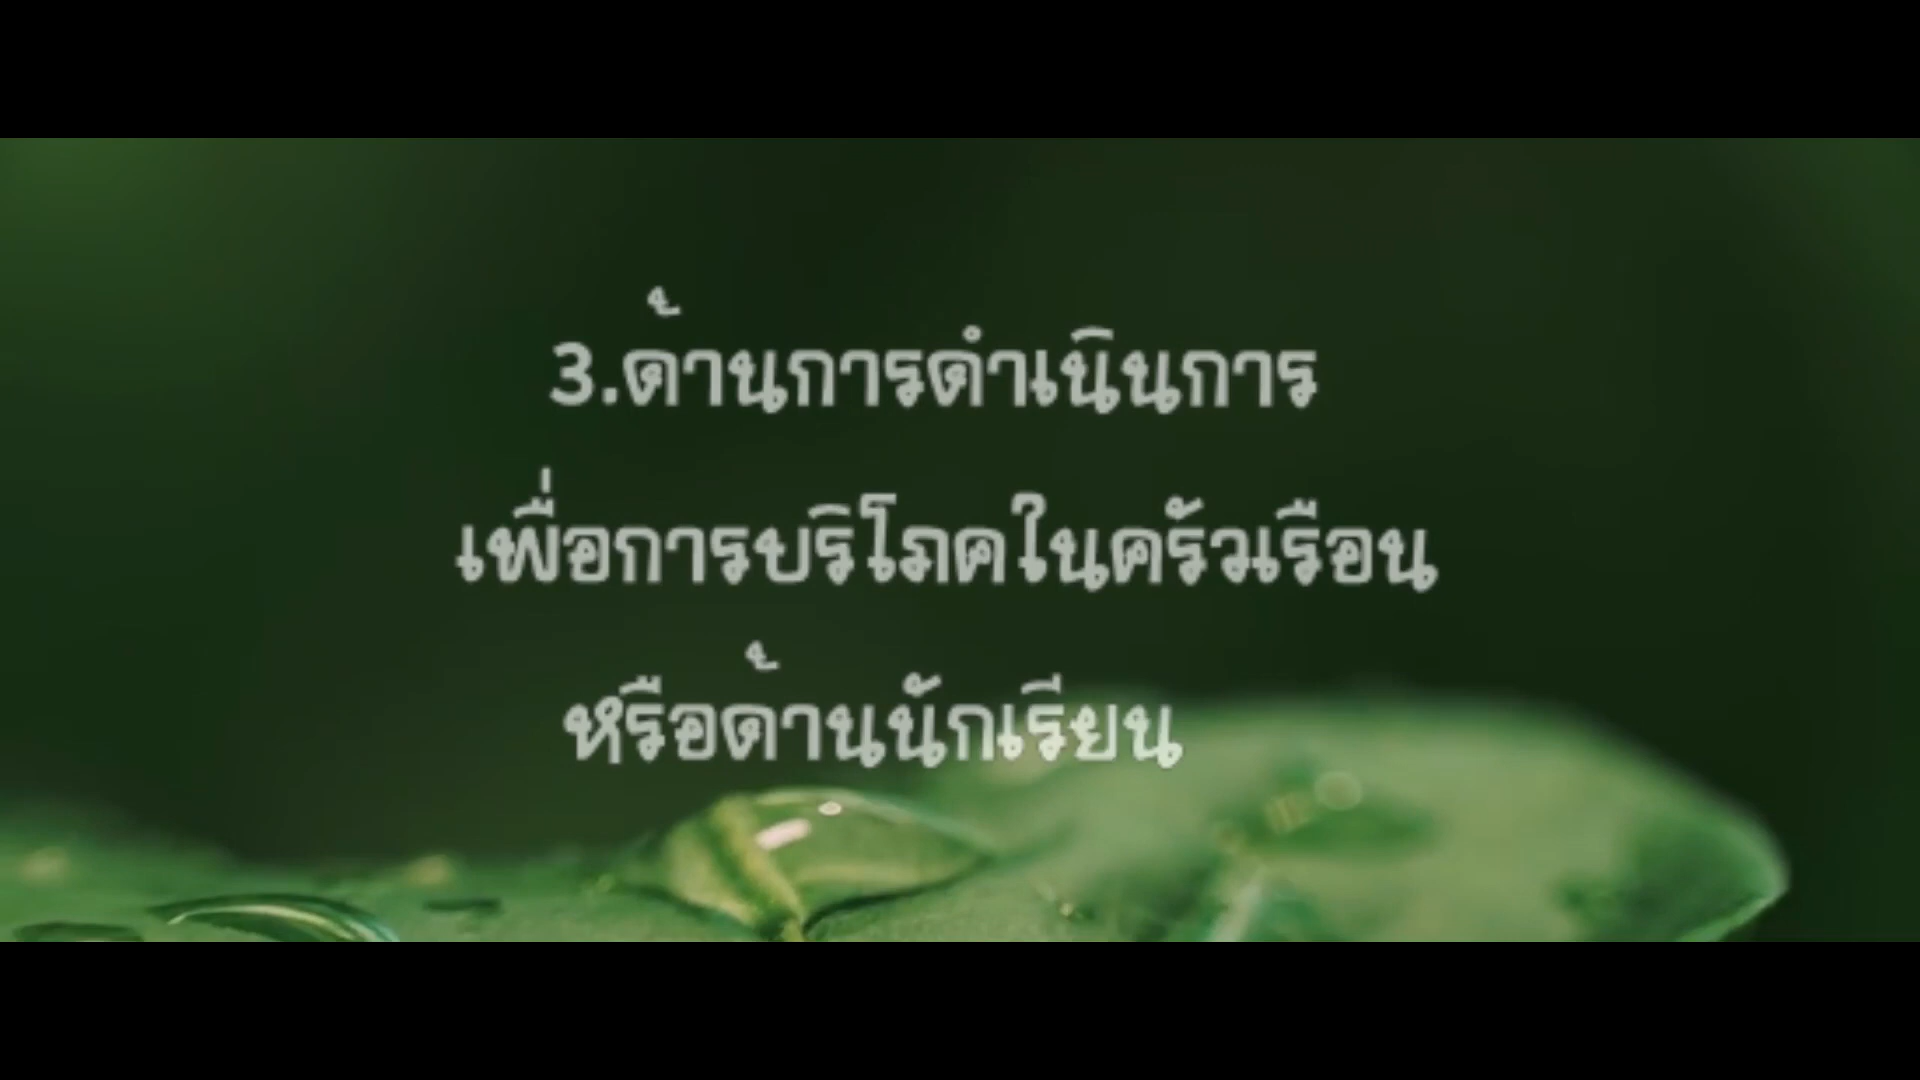 3.ด้านการดำเนินการ
เพื่อการบริโภคในครัวเรือน
หรือด้านนักเรียน